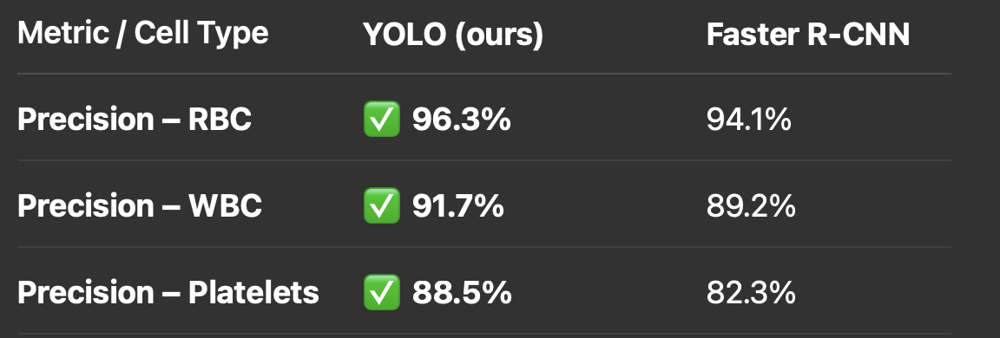 Metric / Cell Type YOLO (ours) Faster R-CNN
Precision – RBC ✅ 96.3% 94.1%
Precision – WBC ✅ 91.7% 89.2%
Precision – Platelets ✅ 88.5% 82.3%